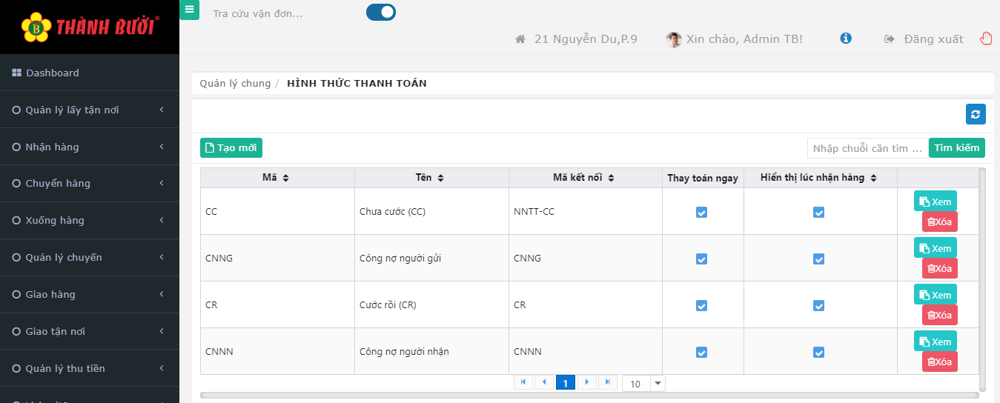 THÀNH BƯỞI®
Tra cứu vận đơn...
21 Nguyễn Du,P.9
Xin chào, Admin TB!
Đăng xuất
Dashboard
Quản lý lấy tận nơi
Nhận hàng
Chuyển hàng
Xuống hàng
Quản lý chuyến
Giao hàng
Giao tận nơi
Quản lý thu tiền
Quản lý chung / HÌNH THỨC THANH TOÁN
Tạo mới
Nhập chuỗi cần tìm ... Tìm kiếm
Mã Tên Mã kết nối Thay toán ngay Hiển thị lúc nhận hàng
CC Chưa cước (CC) NNTT-CC Xem
Xóa
CNNG Công nợ người gửi CNNG Xem
Xóa
CR Cước rồi (CR) CR Xem
Xóa
CNNN Công nợ người nhận CNNN Xem
Xóa
1 10